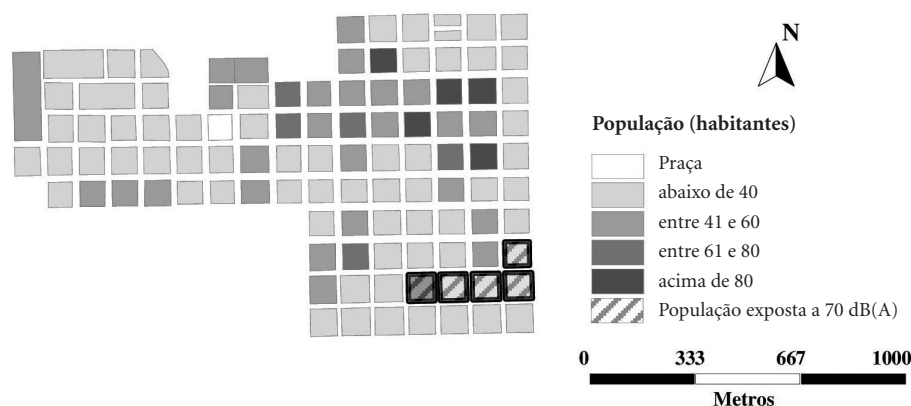 N
População (habitantes)
Praça
abaixo de 40
entre 41 e 60
entre 61 e 80
acima de 80
População exposta a 70 dB(A)
0 333 667 1000
Metros